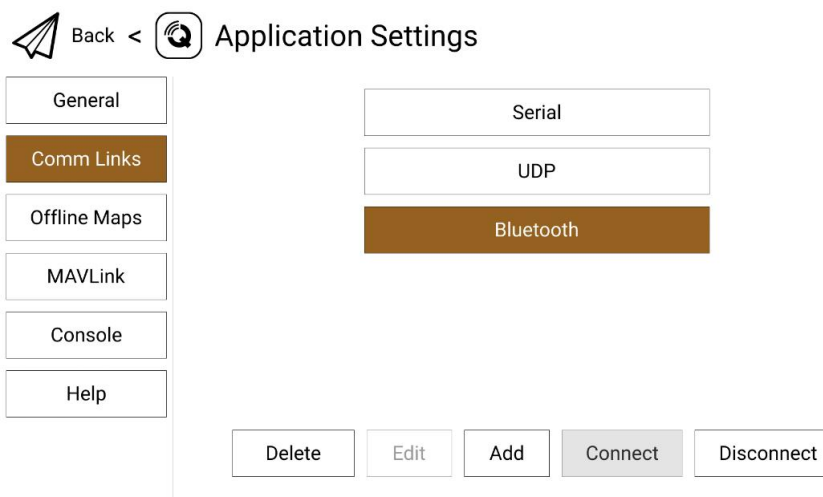 Back < Application Settings
General
Comm Links
Offline Maps
MAVLink
Console
Help
Serial
UDP
Bluetooth
Delete Edit Add Connect Disconnect